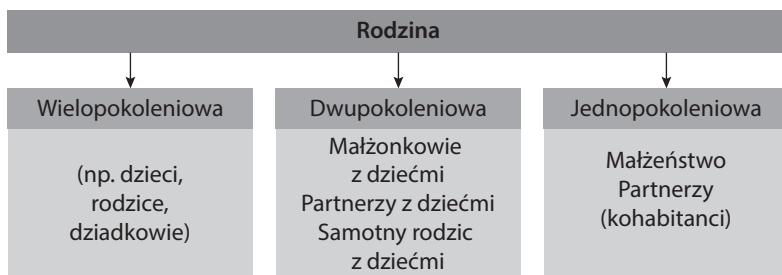 Rodzina
Wielopokoleniowa
(np. dzieci,
rodzice,
dziadkowie)
Dwupokoleniowa
Małżonkowie
z dziećmi
Partnerzy z dziećmi
Samotny rodzic
z dziećmi
Jednopokoleniowa
Małżeństwo
Partnerzy
(kohabitanci)